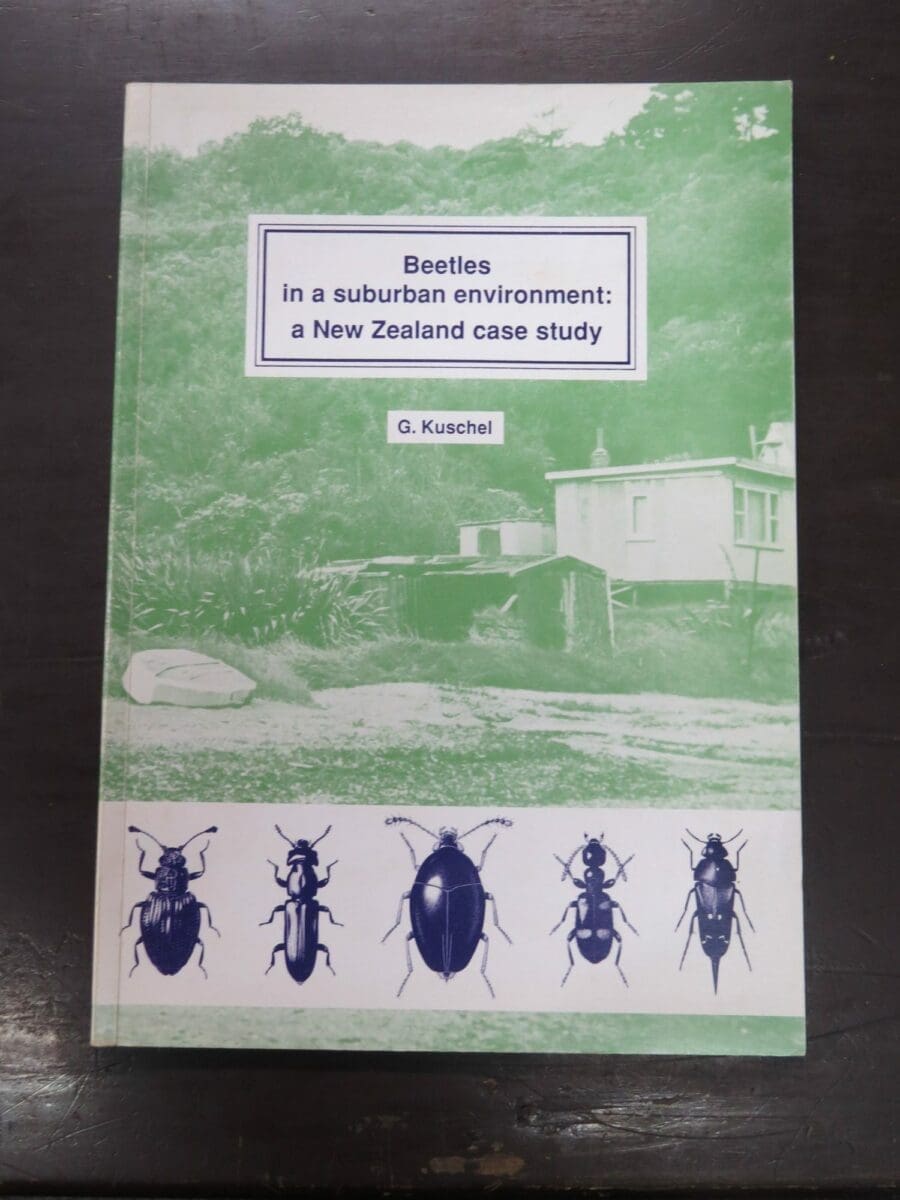 Beetles
in a suburban environment:
a New Zealand case study
G. Kuschel